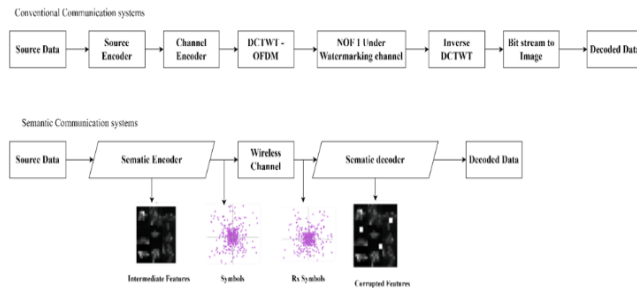 Conventional Communication systems
Source Data
Source
Encoder
Channel
Encoder
DCTWT -
OFDM
NOF 1 Under
Watermarking channel
Inverse
DCTWT
Bit stream to
Image
Decoded Data
Semantic Communication systems
Source Data
Sematic Encoder
Wireless
Channel
Sematic decoder
Decoded Data
Intermediate Features
Symbols
Rx Symbols
Corrupted Features